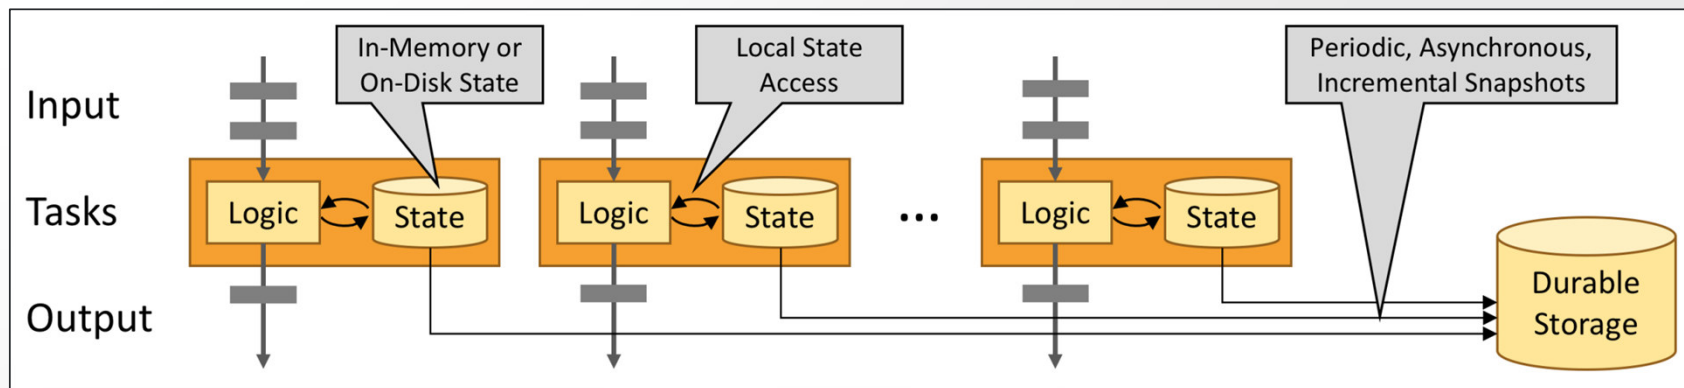 In-Memory or
On-Disk State
Local State
Access
Periodic, Asynchronous,
Incremental Snapshots
Input
Tasks
Logic
State
Logic
State
...
Logic
State
Output
Durable
Storage